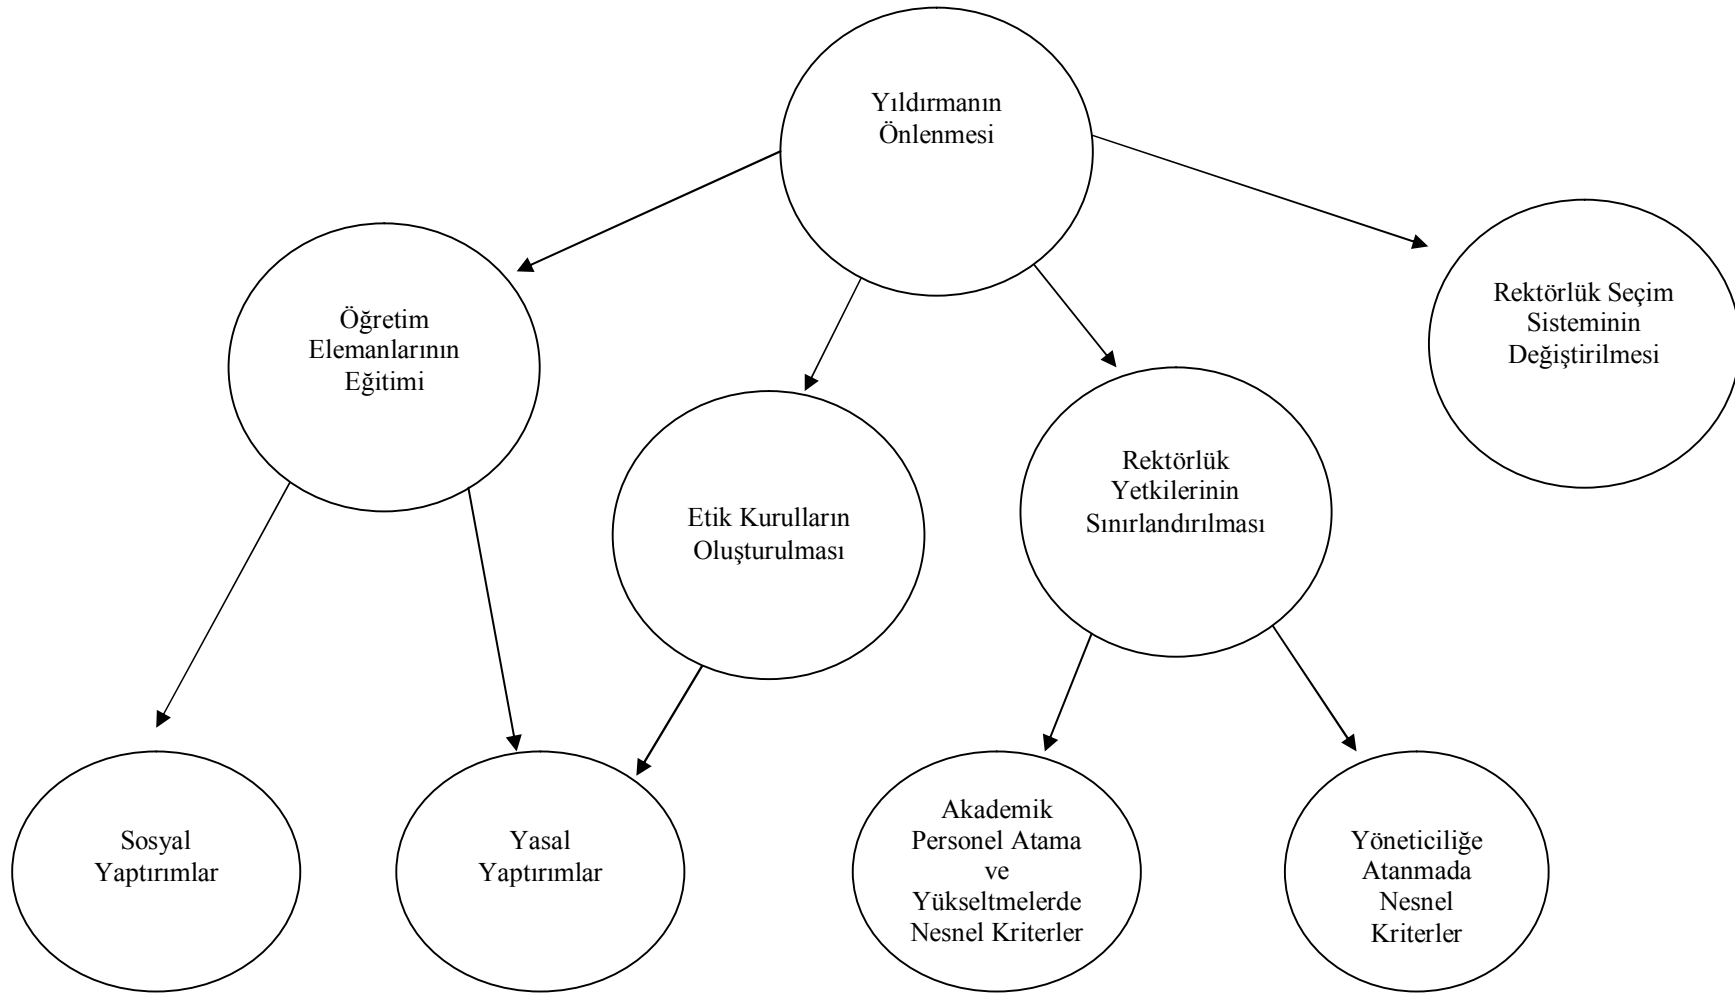 Yıldırmanın
Önlenmesi
Rektörlük Seçim
Sisteminin
Değiştirilmesi
Öğretim
Elemanlarının
Eğitimi
Rektörlük
Yetkilerinin
Sınırlandırılması
Etik Kurulların
Oluşturulması
Sosyal
Yaptırımlar
Yasal
Yaptırımlar
Akademik
Personel Atama
ve
Yükseltmelerde
Nesnel Kriterler
Yöneticiliğe
Atanmada
Nesnel
Kriterler